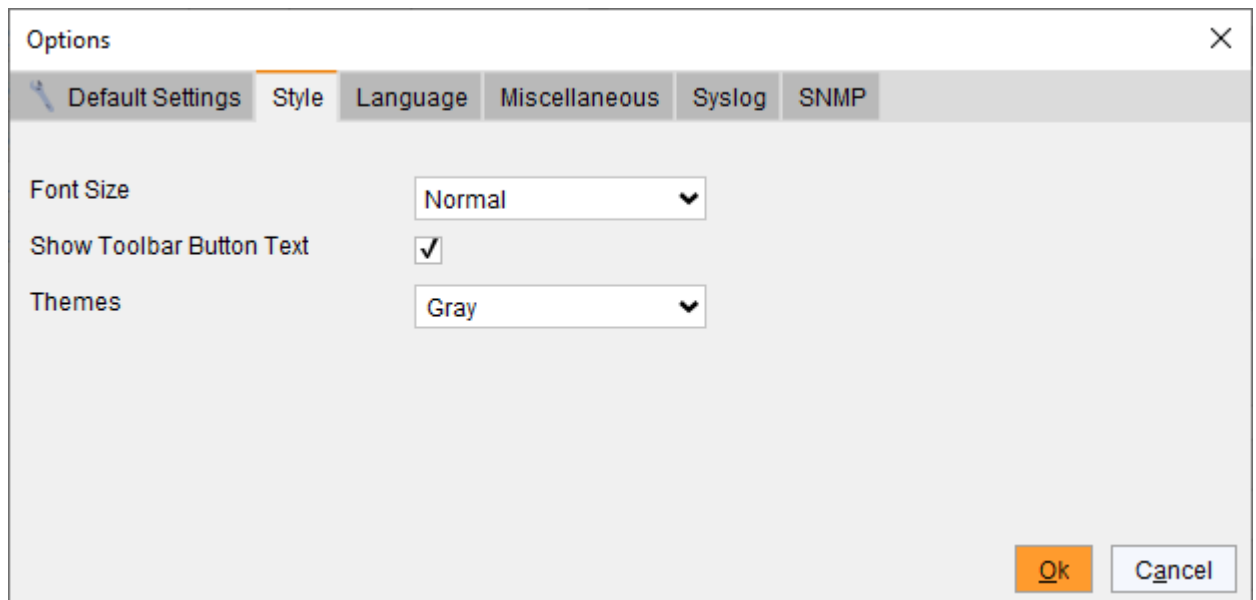 Options
Default Settings Style Language Miscellaneous Syslog SNMP
Font Size Normal
Show Toolbar Button Text
Themes Gray
Ok Cancel